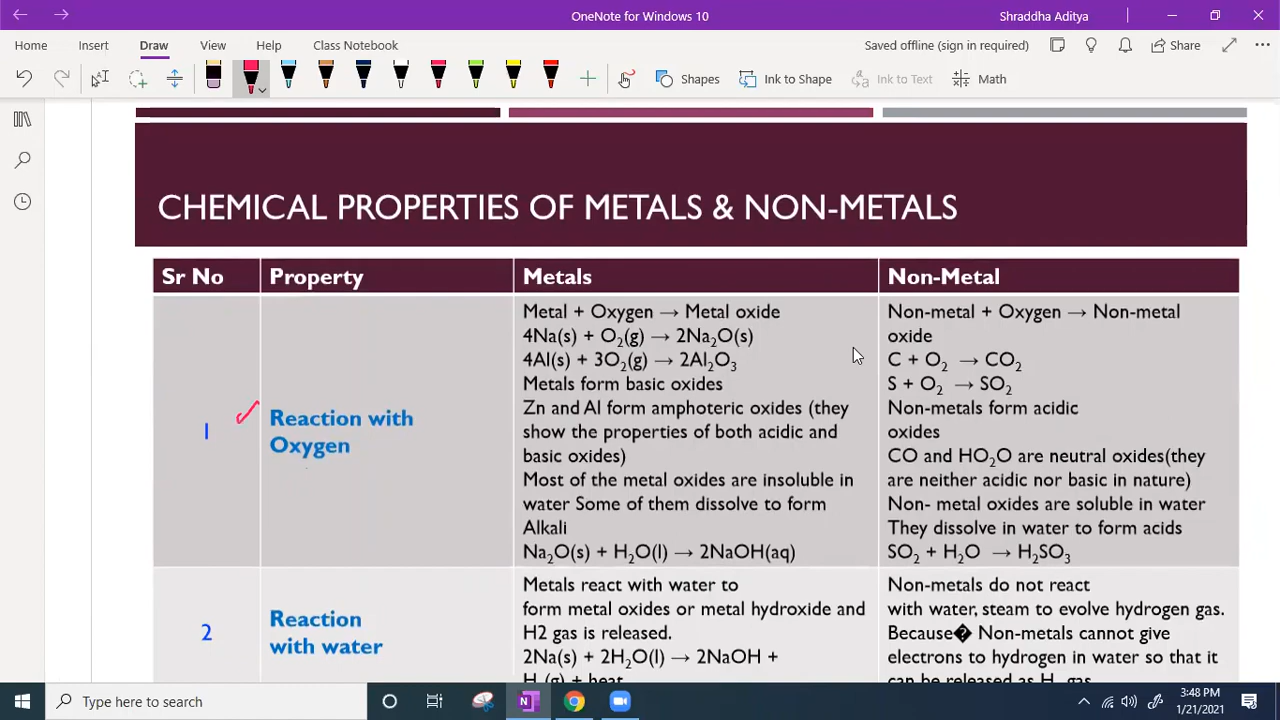 OneNote for Windows 10
Shraddha Aditya
Home Insert Draw View Help Class Notebook
Saved offline (sign in required)
Share
Shapes
Ink to Shape
Ink to Text
Math
CHEMICAL PROPERTIES OF METALS & NON-METALS
Sr No
Property
Metals
Non-Metal
1
Reaction with
Oxygen
Metal + Oxygen → Metal oxide
4Na(s) + O₂(g) → 2Na₂O(s)
4Al(s) + 3O₂(g) → 2Al₂O₃
Metals form basic oxides
Zn and Al form amphoteric oxides (they
show the properties of both acidic and
basic oxides)
Most of the metal oxides are insoluble in
water Some of them dissolve to form
Alkali
Na₂O(s) + H₂O(l) → 2NaOH(aq)
Non-metal + Oxygen → Non-metal
oxide
C + O₂ → CO₂
S + O₂ → SO₂
Non-metals form acidic
oxides
CO and HO₂O are neutral oxides(they
are neither acidic nor basic in nature)
Non- metal oxides are soluble in water
They dissolve in water to form acids
SO₂ + H₂O → H₂SO₃
2
Reaction
with water
Metals react with water to
form metal oxides or metal hydroxide and
H2 gas is released.
2Na(s) + 2H₂O(l) → 2NaOH +
H₂(g) + heat
Non-metals do not react
with water, steam to evolve hydrogen gas.
Because� Non-metals cannot give
electrons to hydrogen in water so that it
can be released as H₂ gas.
Type here to search
3:48 PM
1/21/2021